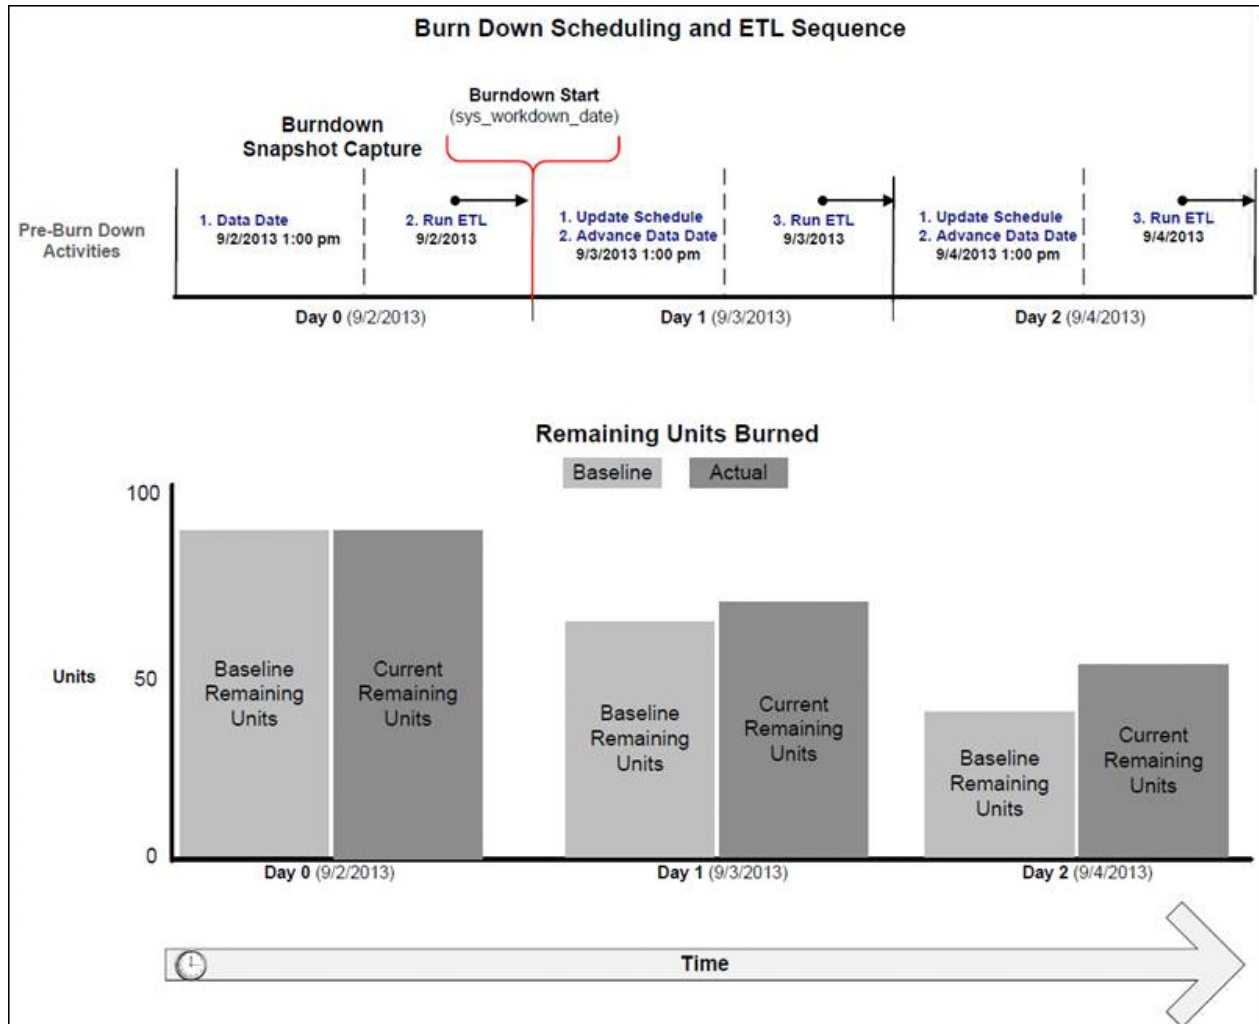 Burn Down Scheduling and ETL Sequence
Burndown Start
(sys_workdown_date)
Burndown
Snapshot Capture
Pre-Burn Down
Activities
1. Data Date
9/2/2013 1:00 pm
2. Run ETL
9/2/2013
1. Update Schedule
2. Advance Data Date
9/3/2013 1:00 pm
3. Run ETL
9/3/2013
1. Update Schedule
2. Advance Data Date
9/4/2013 1:00 pm
3. Run ETL
9/4/2013
Day 0 (9/2/2013)
Day 1 (9/3/2013)
Day 2 (9/4/2013)
Remaining Units Burned
Baseline
Actual
100
Units
50
0
Baseline
Remaining
Units
Current
Remaining
Units
Baseline
Remaining
Units
Current
Remaining
Units
Baseline
Remaining
Units
Current
Remaining
Units
Day 0 (9/2/2013)
Day 1 (9/3/2013)
Day 2 (9/4/2013)
Time